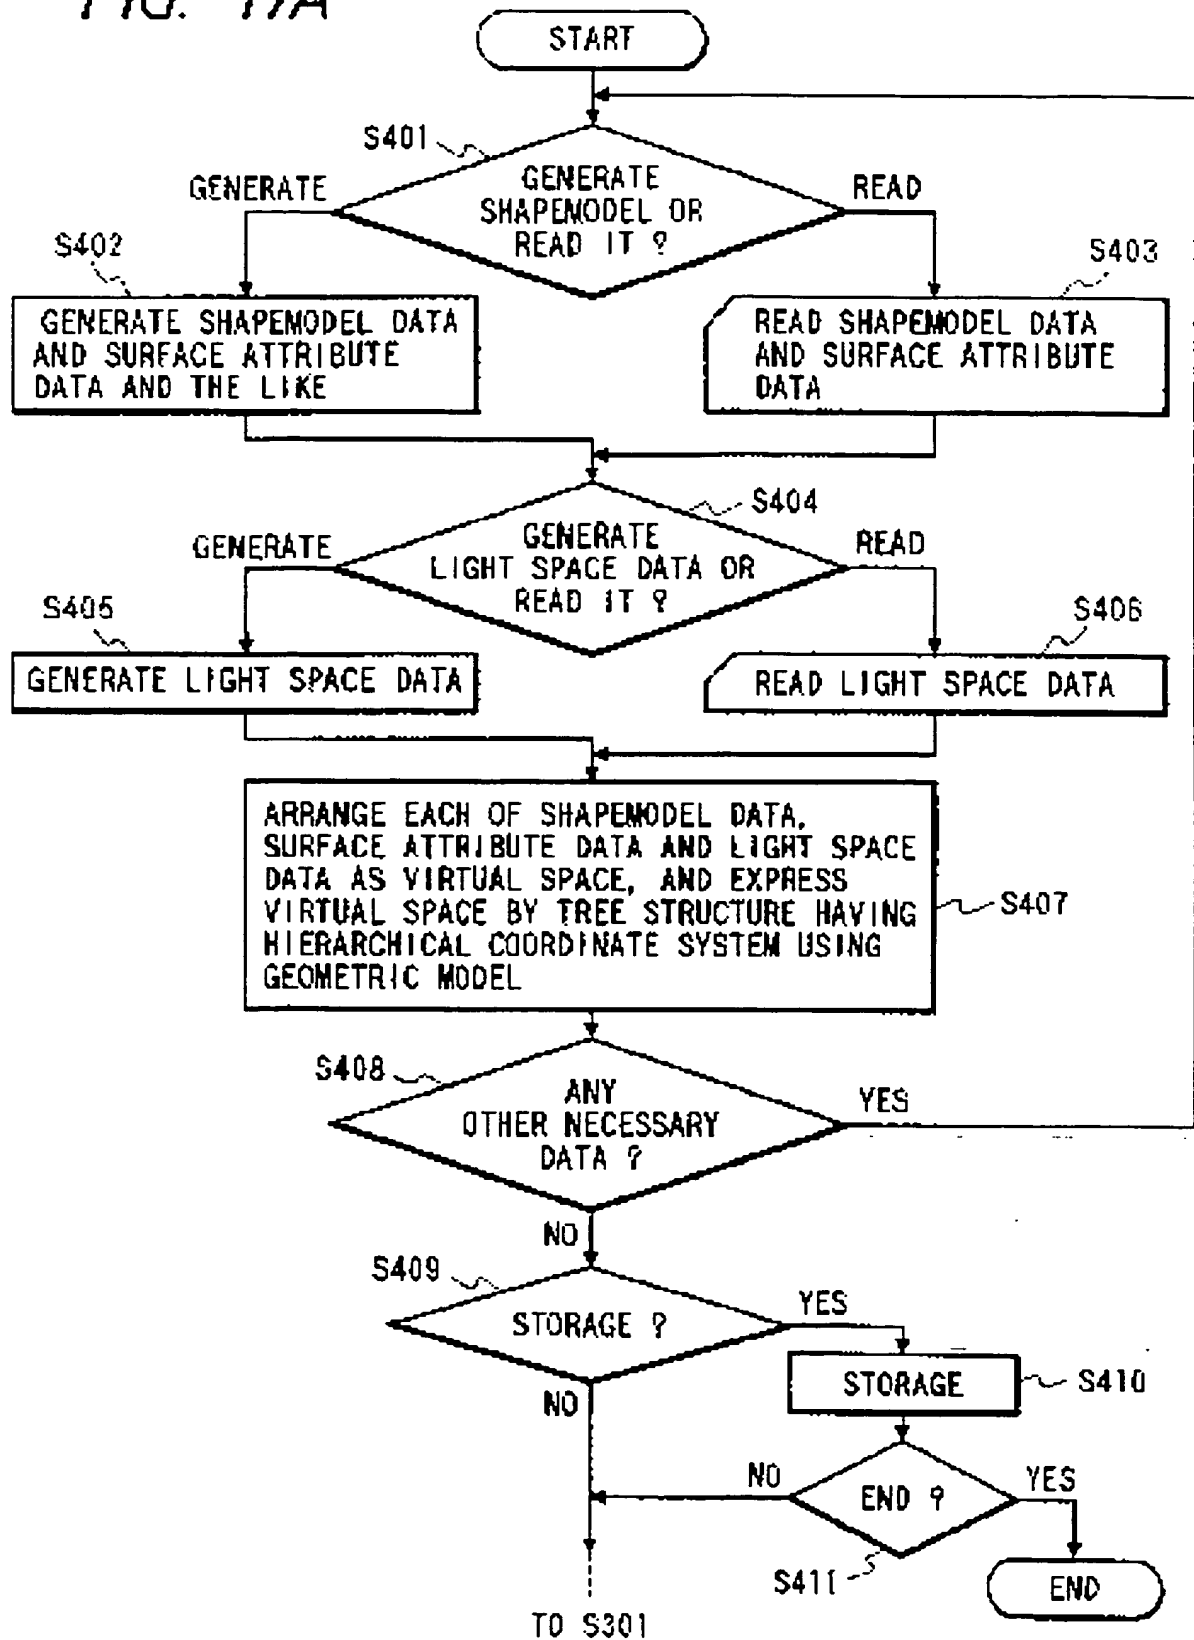 START
S401
GENERATE
SHAPEMODEL OR
READ IT ?
GENERATE
READ
S402
GENERATE SHAPEMODEL DATA
AND SURFACE ATTRIBUTE
DATA AND THE LIKE
S403
READ SHAPEMODEL DATA
AND SURFACE ATTRIBUTE
DATA
S404
GENERATE
LIGHT SPACE DATA OR
READ IT ?
GENERATE
READ
S405
GENERATE LIGHT SPACE DATA
S406
READ LIGHT SPACE DATA
ARRANGE EACH OF SHAPEMODEL DATA,
SURFACE ATTRIBUTE DATA AND LIGHT SPACE
DATA AS VIRTUAL SPACE, AND EXPRESS
VIRTUAL SPACE BY TREE STRUCTURE HAVING
HIERARCHICAL COORDINATE SYSTEM USING
GEOMETRIC MODEL
S407
S408
ANY
OTHER NECESSARY
DATA ?
YES
NO
S409
STORAGE ?
YES
NO
STORAGE
S410
END ?
NO
YES
S411
END
TO S301